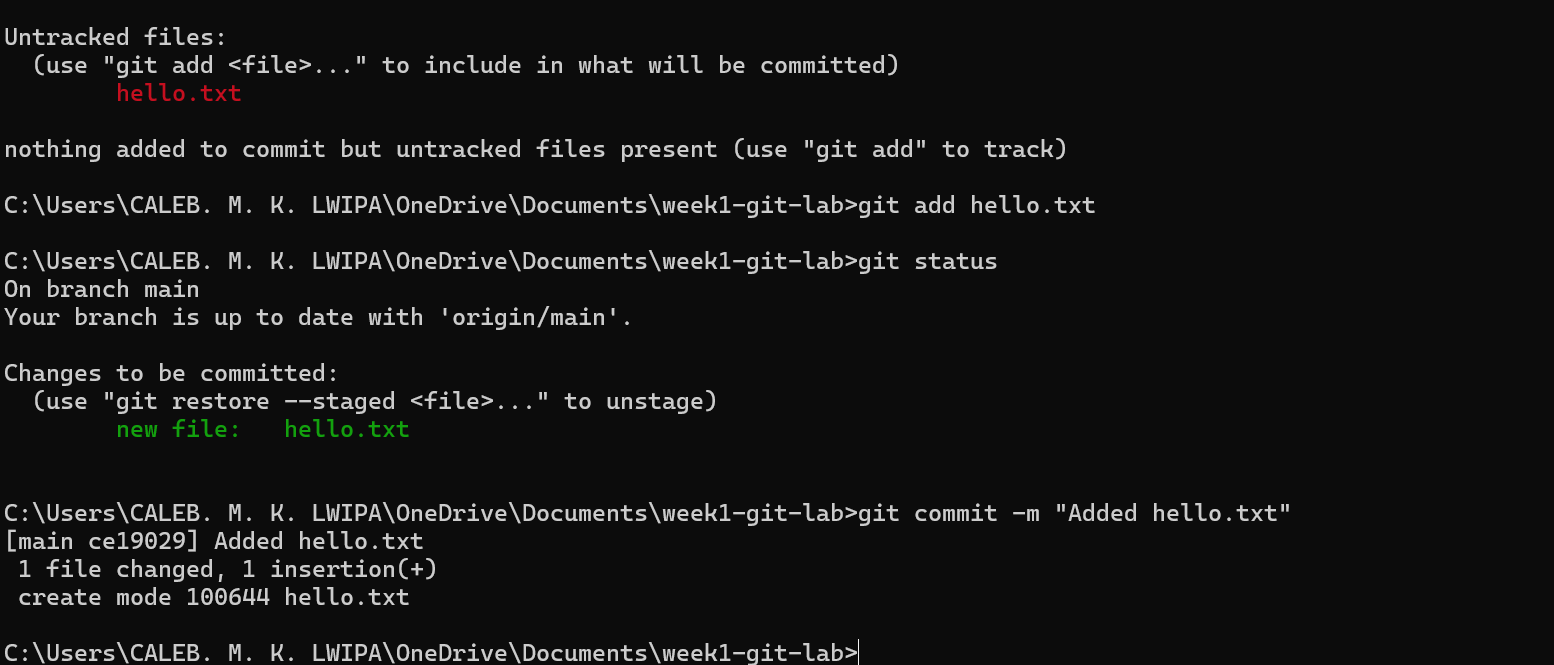 Untracked files:
  (use "git add <file>..." to include in what will be committed)
        hello.txt

nothing added to commit but untracked files present (use "git add" to track)

C:\Users\CALEB. M. K. LWIPA\OneDrive\Documents\week1-git-lab>git add hello.txt

C:\Users\CALEB. M. K. LWIPA\OneDrive\Documents\week1-git-lab>git status
On branch main
Your branch is up to date with 'origin/main'.

Changes to be committed:
  (use "git restore --staged <file>..." to unstage)
        new file:   hello.txt


C:\Users\CALEB. M. K. LWIPA\OneDrive\Documents\week1-git-lab>git commit -m "Added hello.txt"
[main ce19029] Added hello.txt
 1 file changed, 1 insertion(+)
 create mode 100644 hello.txt

C:\Users\CALEB. M. K. LWIPA\OneDrive\Documents\week1-git-lab>